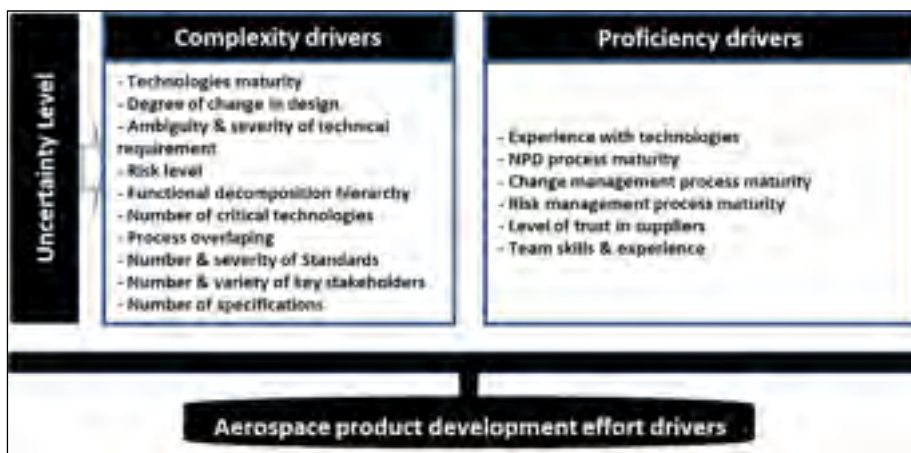 Uncertainty Level
Complexity drivers
- Technologies maturity
- Degree of change in design
- Ambiguity & severity of technical
requirement
- Risk level
- Functional decomposition hierarchy
- Number of critical technologies
- Process overlaping
- Number & severity of Standards
- Number & variety of key stakeholders
- Number of specifications
Proficiency drivers
- Experience with technologies
- NPD process maturity
- Change management process maturity
- Risk management process maturity
- Level of trust in suppliers
- Team skills & experience
Aerospace product development effort drivers